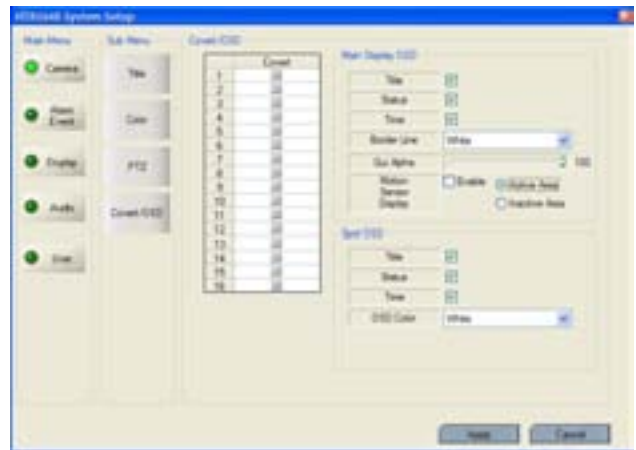 System Setup
Main Menu
Sub Menu
Covert/OSD
Camera
Alarm
Event
Display
Audio
User
Title
Color
PTZ
Covert/OSD
Covert
1
2
3
4
5
6
7
8
9
10
11
12
13
14
15
16
Main Display OSD
Title
Status
Time
Border Line
White
Gui Alpha
100
Motion
Sensor
Display
Enable
Active Area
Inactive Area
Spot OSD
Title
Status
Time
OSD Color
White
Apply
Cancel